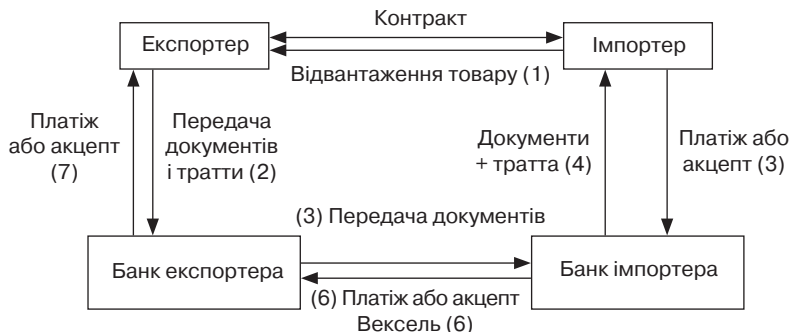 Контракт
Експортер
Імпортер
Відвантаження товару (1)
Платіж
або акцепт
(7)
Передача
документів
і тратти (2)
Документи
+ тратта (4)
Платіж або
акцепт (3)
(3) Передача документів
Банк експортера
Банк імпортера
(6) Платіж або акцепт
Вексель (6)